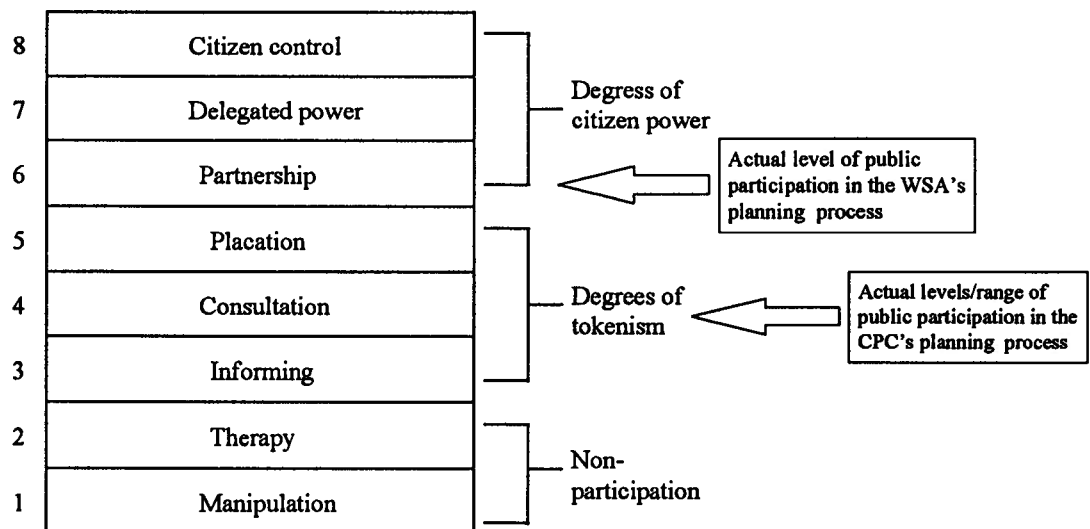 8 Citizen control
7 Delegated power
6 Partnership
5 Placation
4 Consultation
3 Informing
2 Therapy
1 Manipulation
Degress of
citizen power
Degrees of
tokenism
Non-
participation
Actual level of public
participation in the WSA's
planning process
Actual levels/range of
public participation in the
CPC's planning process